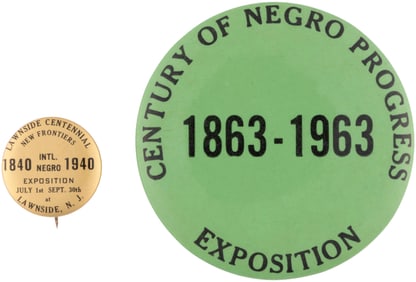 LAWNSIDE CENTENNIAL
NEW FRONTIERS
1840 INTL. NEGRO 1940
EXPOSITION
JULY 1st SEPT. 30th
at
LAWNSIDE, N. J.
CENTURY OF NEGRO PROGRESS
1863-1963
EXPOSITION